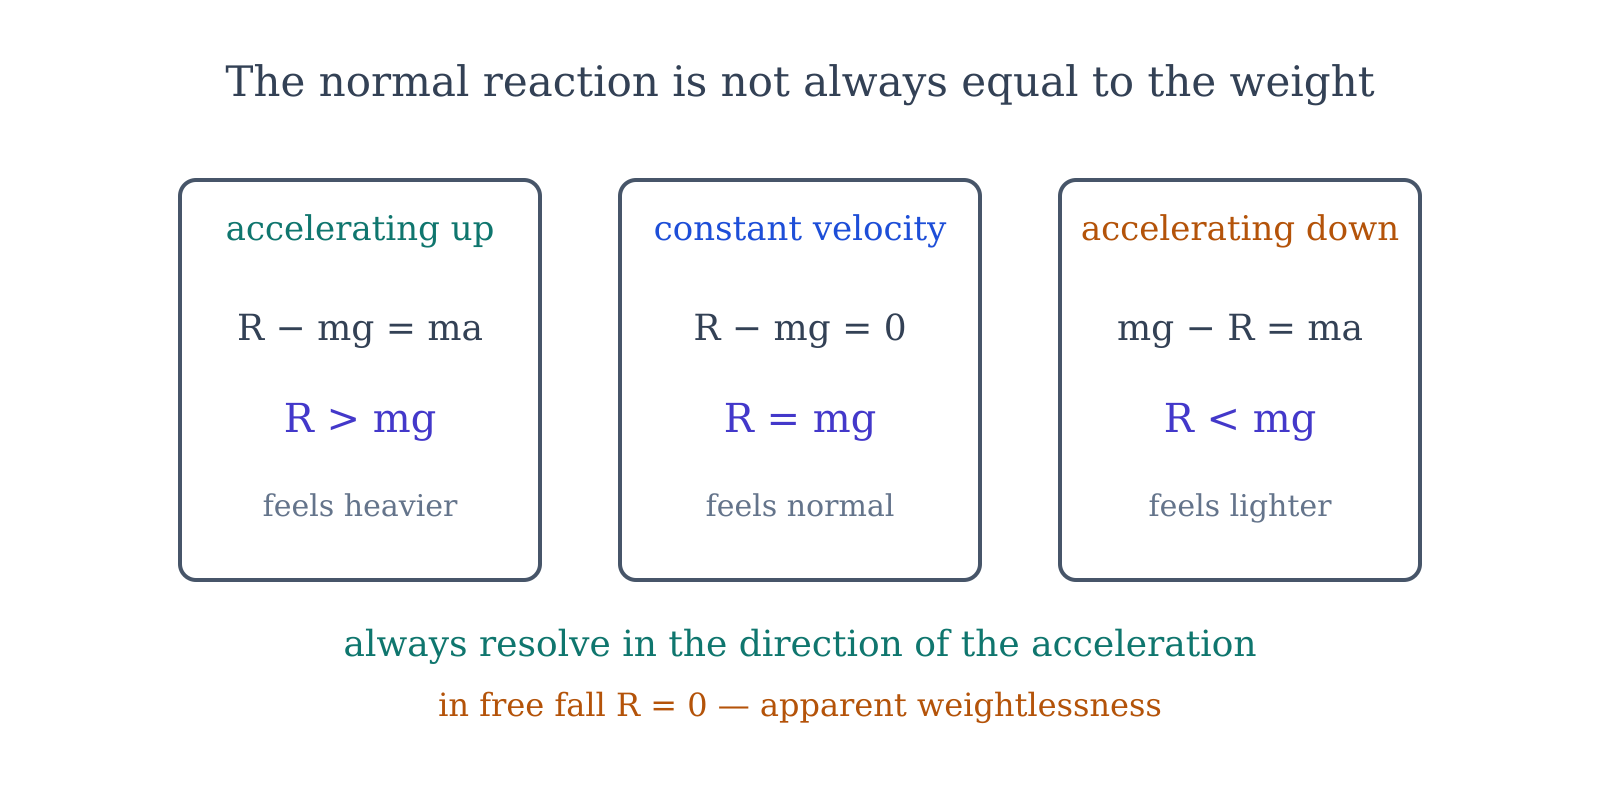 The normal reaction is not always equal to the weight
accelerating up
R − mg = ma
R > mg
feels heavier
constant velocity
R − mg = 0
R = mg
feels normal
accelerating down
mg − R = ma
R < mg
feels lighter
always resolve in the direction of the acceleration
in free fall R = 0 — apparent weightlessness